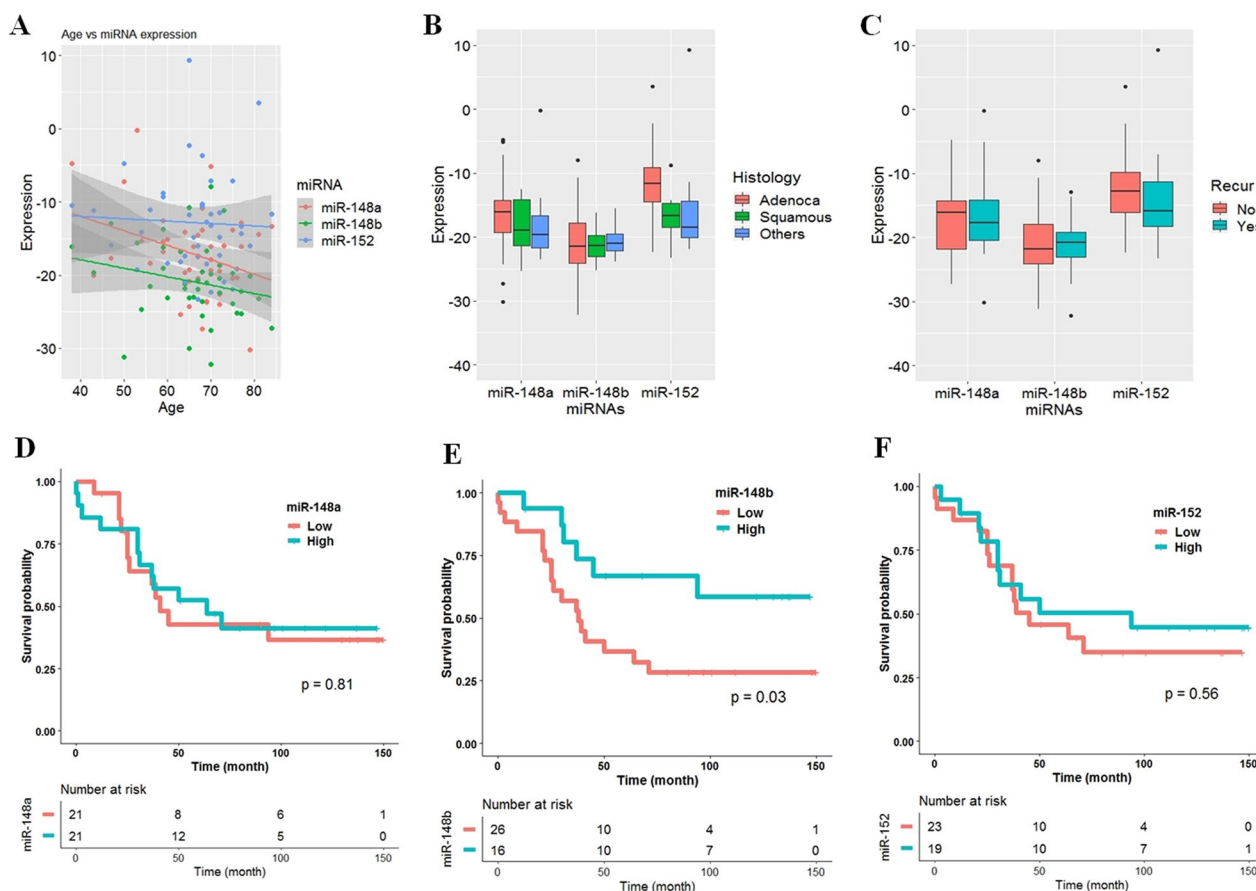 A
Age vs miRNA expression
10
0
-10
-20
-30
Expression
40 50 60 70 80
Age
miRNA
miR-148a
miR-148b
miR-152
B
10
0
-10
-20
-30
-40
Expression
miR-148a miR-148b miR-152
miRNAs
Histology
Adenoca
Squamous
Others
C
10
0
-10
-20
-30
-40
Expression
miR-148a miR-148b miR-152
miRNAs
Recur
No
Yes
D
1.00
0.75
0.50
0.25
0.00
Survival probability
miR-148a
Low
High
p = 0.81
0 50 100 150
Time (month)
Number at risk
miR-148a
21 8 6 1
21 12 5 0
0 50 100 150
Time (month)
E
1.00
0.75
0.50
0.25
0.00
Survival probability
miR-148b
Low
High
p = 0.03
0 50 100 150
Time (month)
Number at risk
miR-148b
26 10 4 1
16 10 7 0
0 50 100 150
Time (month)
F
1.00
0.75
0.50
0.25
0.00
Survival probability
miR-152
Low
High
p = 0.56
0 50 100 150
Time (month)
Number at risk
miR-152
23 10 4 0
19 10 7 1
0 50 100 150
Time (month)